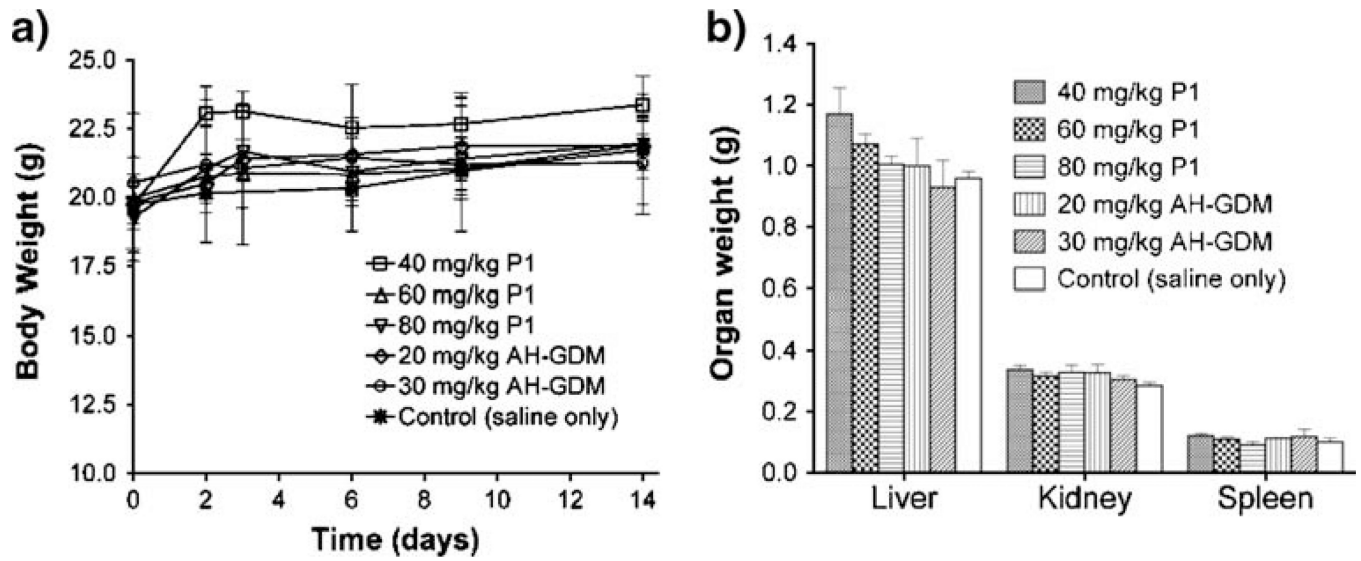 a)
Body Weight (g)
25.0
22.5
20.0
17.5
15.0
12.5
10.0
40 mg/kg P1
60 mg/kg P1
80 mg/kg P1
20 mg/kg AH-GDM
30 mg/kg AH-GDM
Control (saline only)
0 2 4 6 8 10 12 14
Time (days)
b)
Organ weight (g)
1.4
1.2
1.0
0.8
0.6
0.4
0.2
0.0
40 mg/kg P1
60 mg/kg P1
80 mg/kg P1
20 mg/kg AH-GDM
30 mg/kg AH-GDM
Control (saline only)
Liver Kidney Spleen